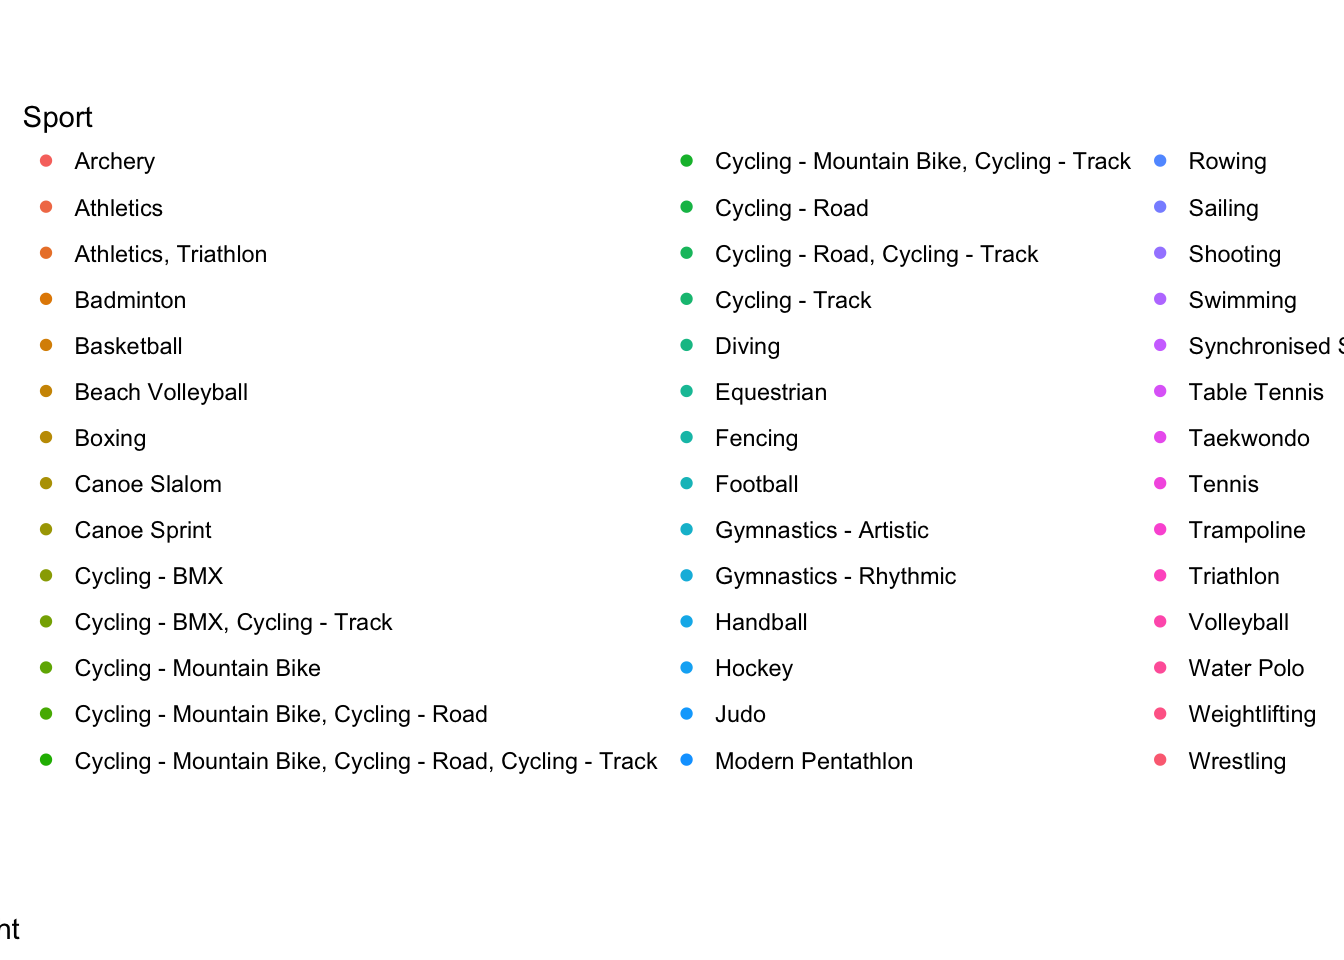 Sport
Archery
Athletics
Athletics, Triathlon
Badminton
Basketball
Beach Volleyball
Boxing
Canoe Slalom
Canoe Sprint
Cycling - BMX
Cycling - BMX, Cycling - Track
Cycling - Mountain Bike
Cycling - Mountain Bike, Cycling - Road
Cycling - Mountain Bike, Cycling - Road, Cycling - Track
Cycling - Mountain Bike, Cycling - Track
Cycling - Road
Cycling - Road, Cycling - Track
Cycling - Track
Diving
Equestrian
Fencing
Football
Gymnastics - Artistic
Gymnastics - Rhythmic
Handball
Hockey
Judo
Modern Pentathlon
Rowing
Sailing
Shooting
Swimming
Synchronised
Table Tennis
Taekwondo
Tennis
Trampoline
Triathlon
Volleyball
Water Polo
Weightlifting
Wrestling